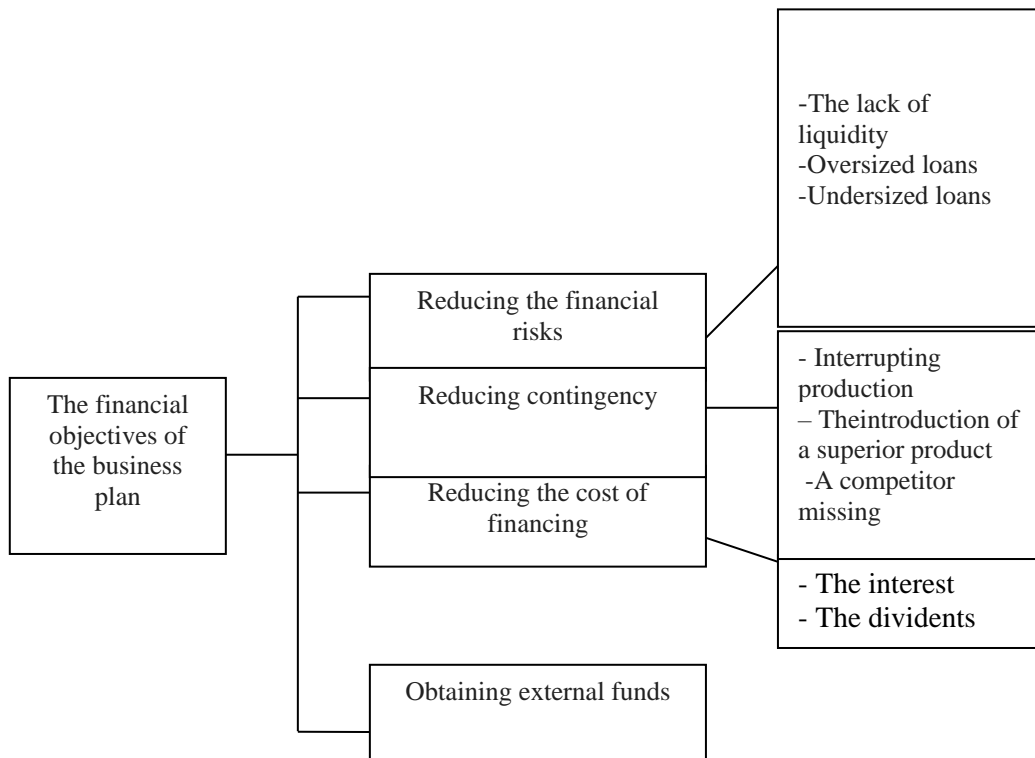 The financial
objectives of
the business
plan
Reducing the financial
risks
Reducing contingency
Reducing the cost of
financing
Obtaining external funds
-The lack of
liquidity
-Oversized loans
-Undersized loans
- Interrupting
production
– Theintroduction of
a superior product
-A competitor
missing
- The interest
- The dividents